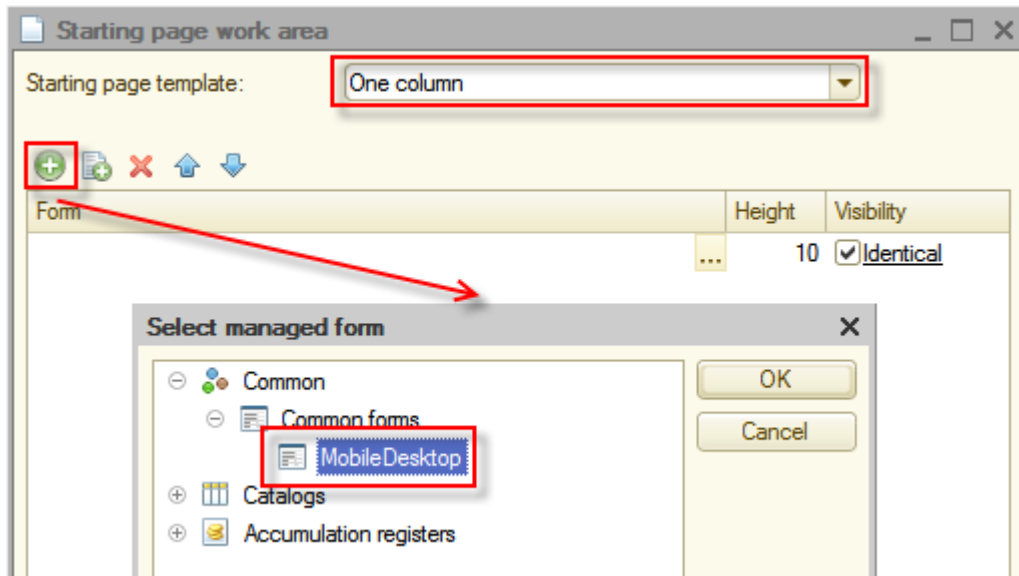 Starting page work area
Starting page template: One column
Form Height Visibility
... 10 Identical
Select managed form
Common OK
Common forms Cancel
MobileDesktop
Catalogs
Accumulation registers